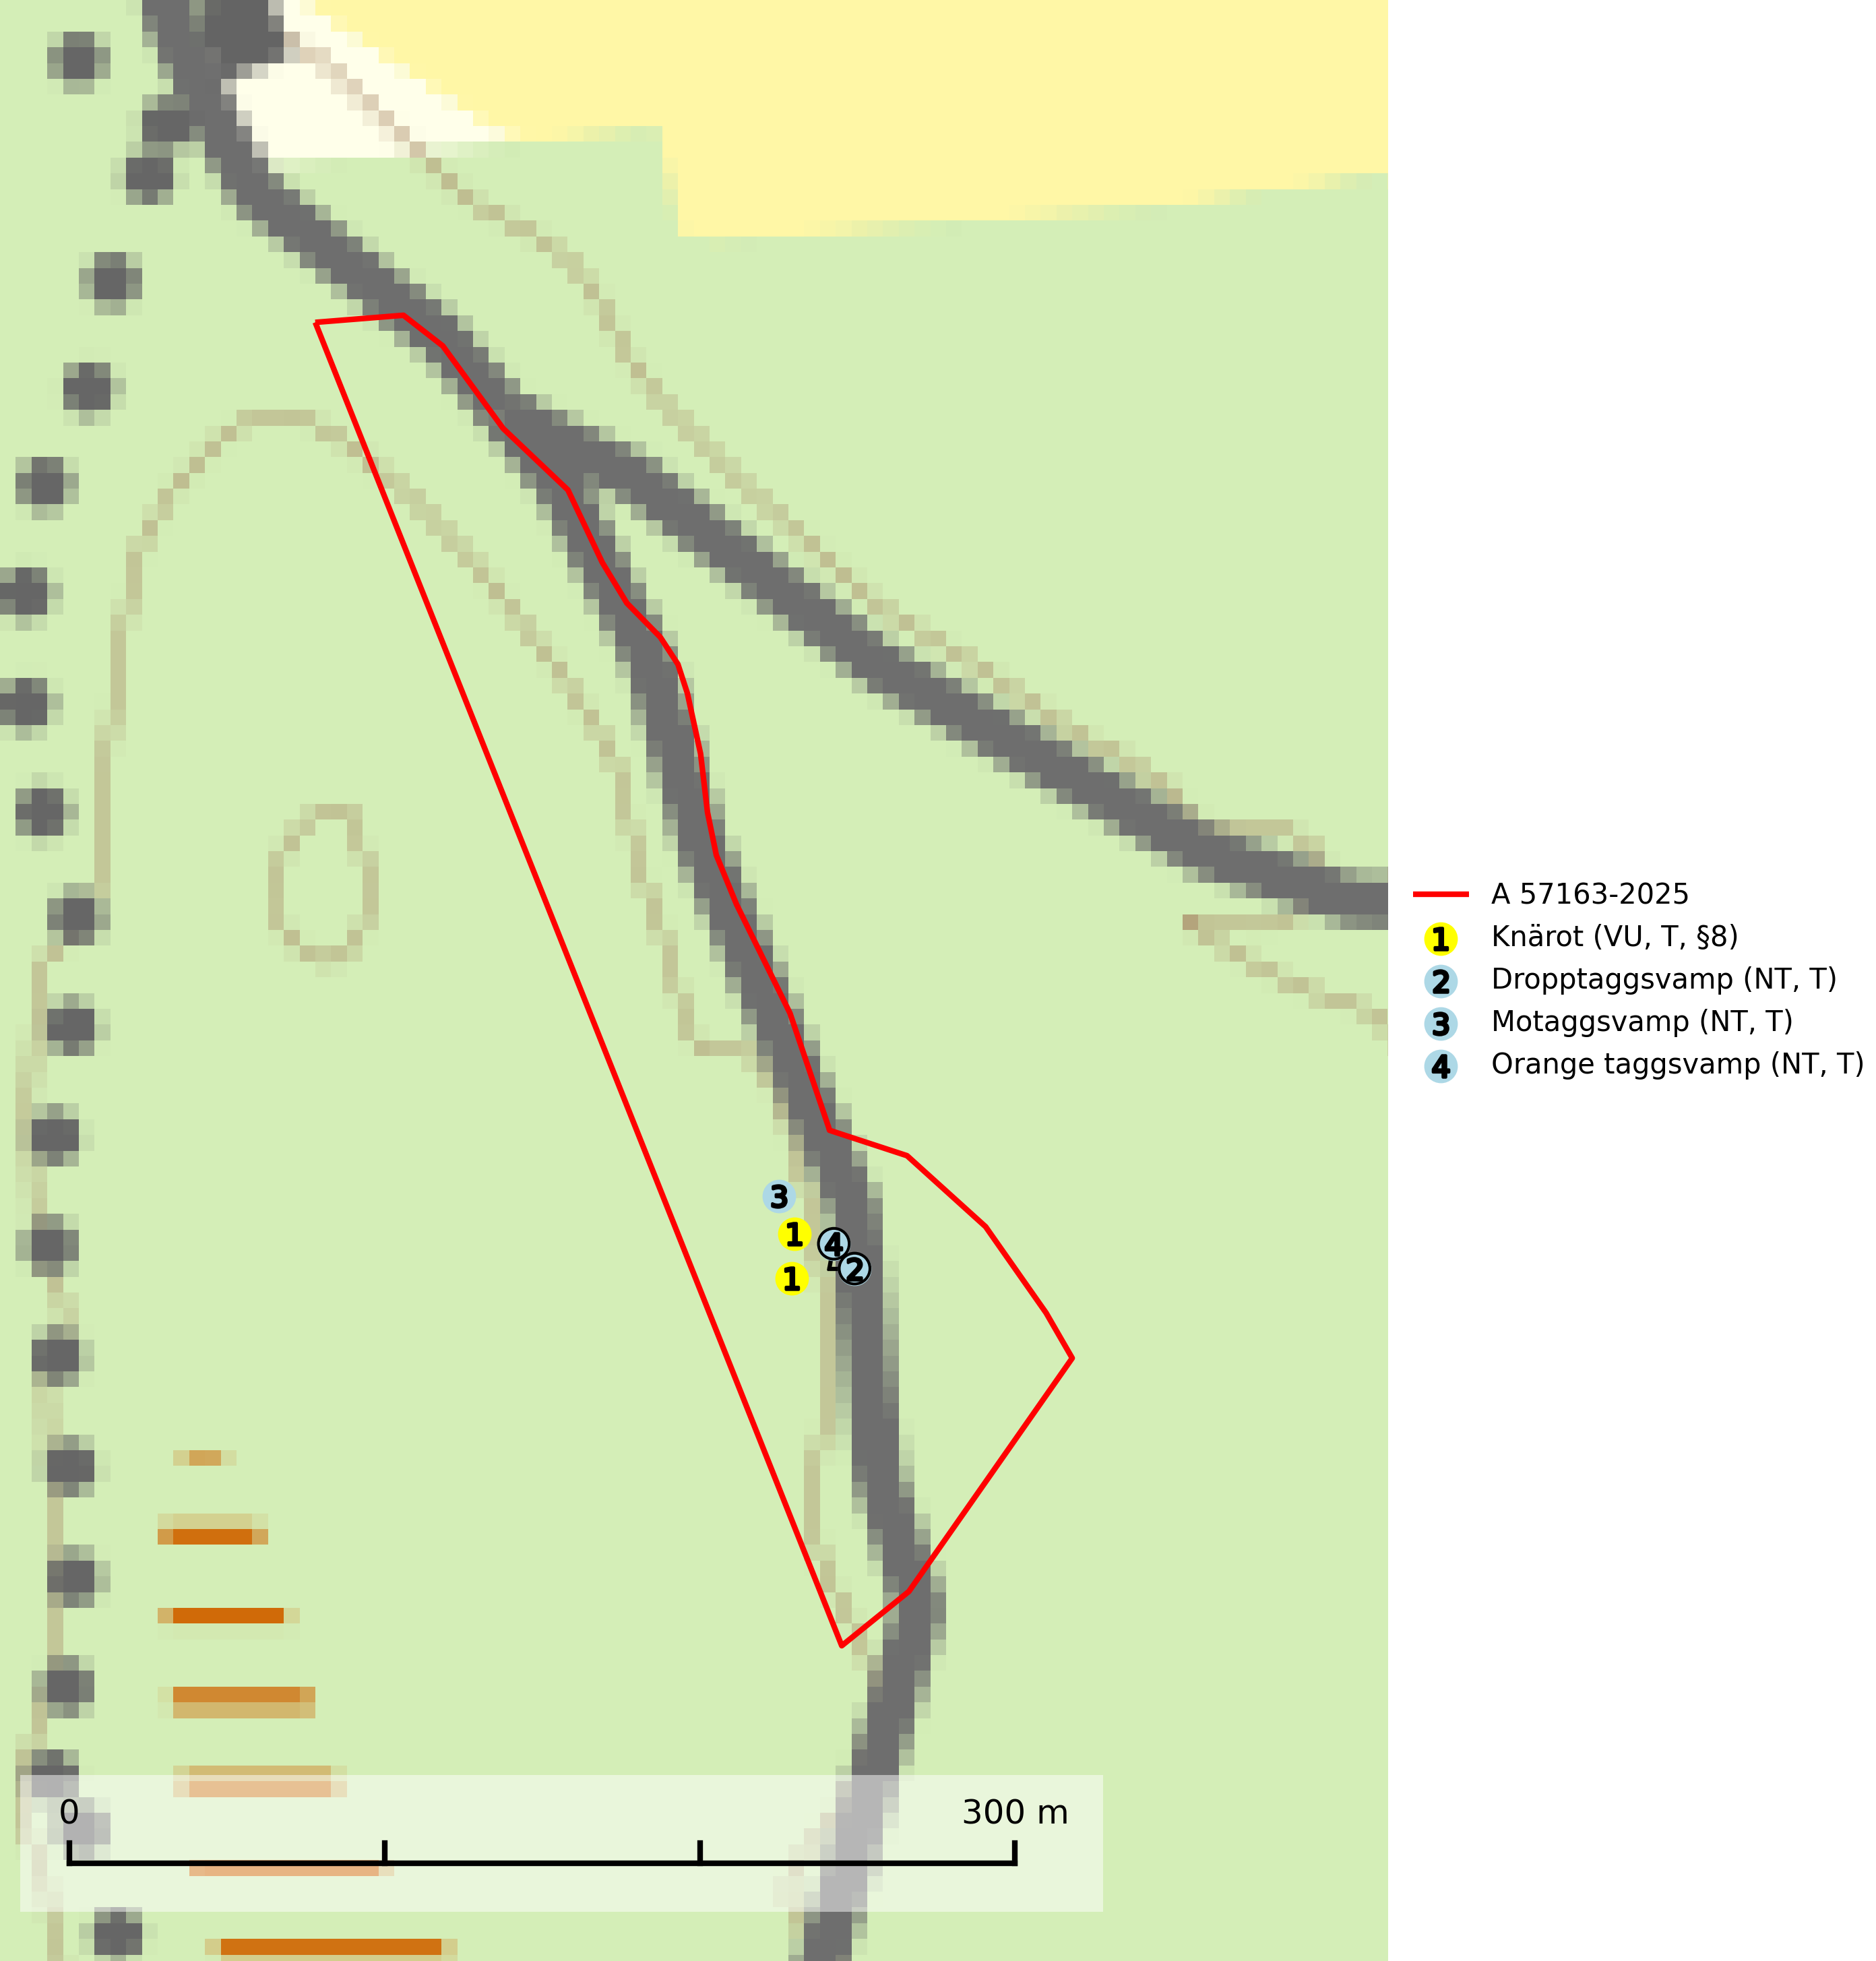 3
1
4
2
1
0
300 m
A 57163-2025
1 Knärot (VU, T, §8)
2 Dropptaggsvamp (NT, T)
3 Motaggsvamp (NT, T)
4 Orange taggsvamp (NT, T)